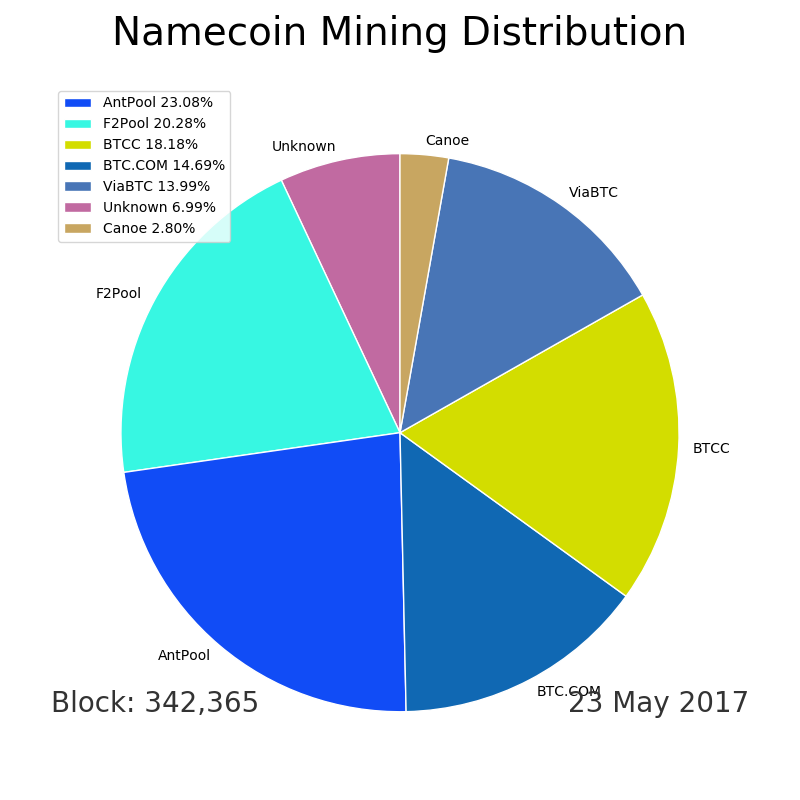 Namecoin Mining Distribution
AntPool 23.08%
F2Pool 20.28%
BTCC 18.18%
BTC.COM 14.69%
ViaBTC 13.99%
Unknown 6.99%
Canoe 2.80%
Canoe
Unknown
ViaBTC
F2Pool
BTCC
AntPool
BTC.COM
Block: 342,365
23 May 2017